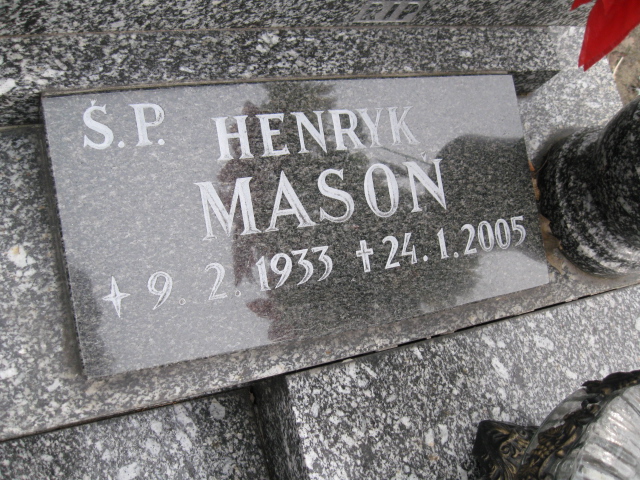 Ś.P. HENRYK
MASON
9. 2. 1933 ✝ 24. 1. 2005